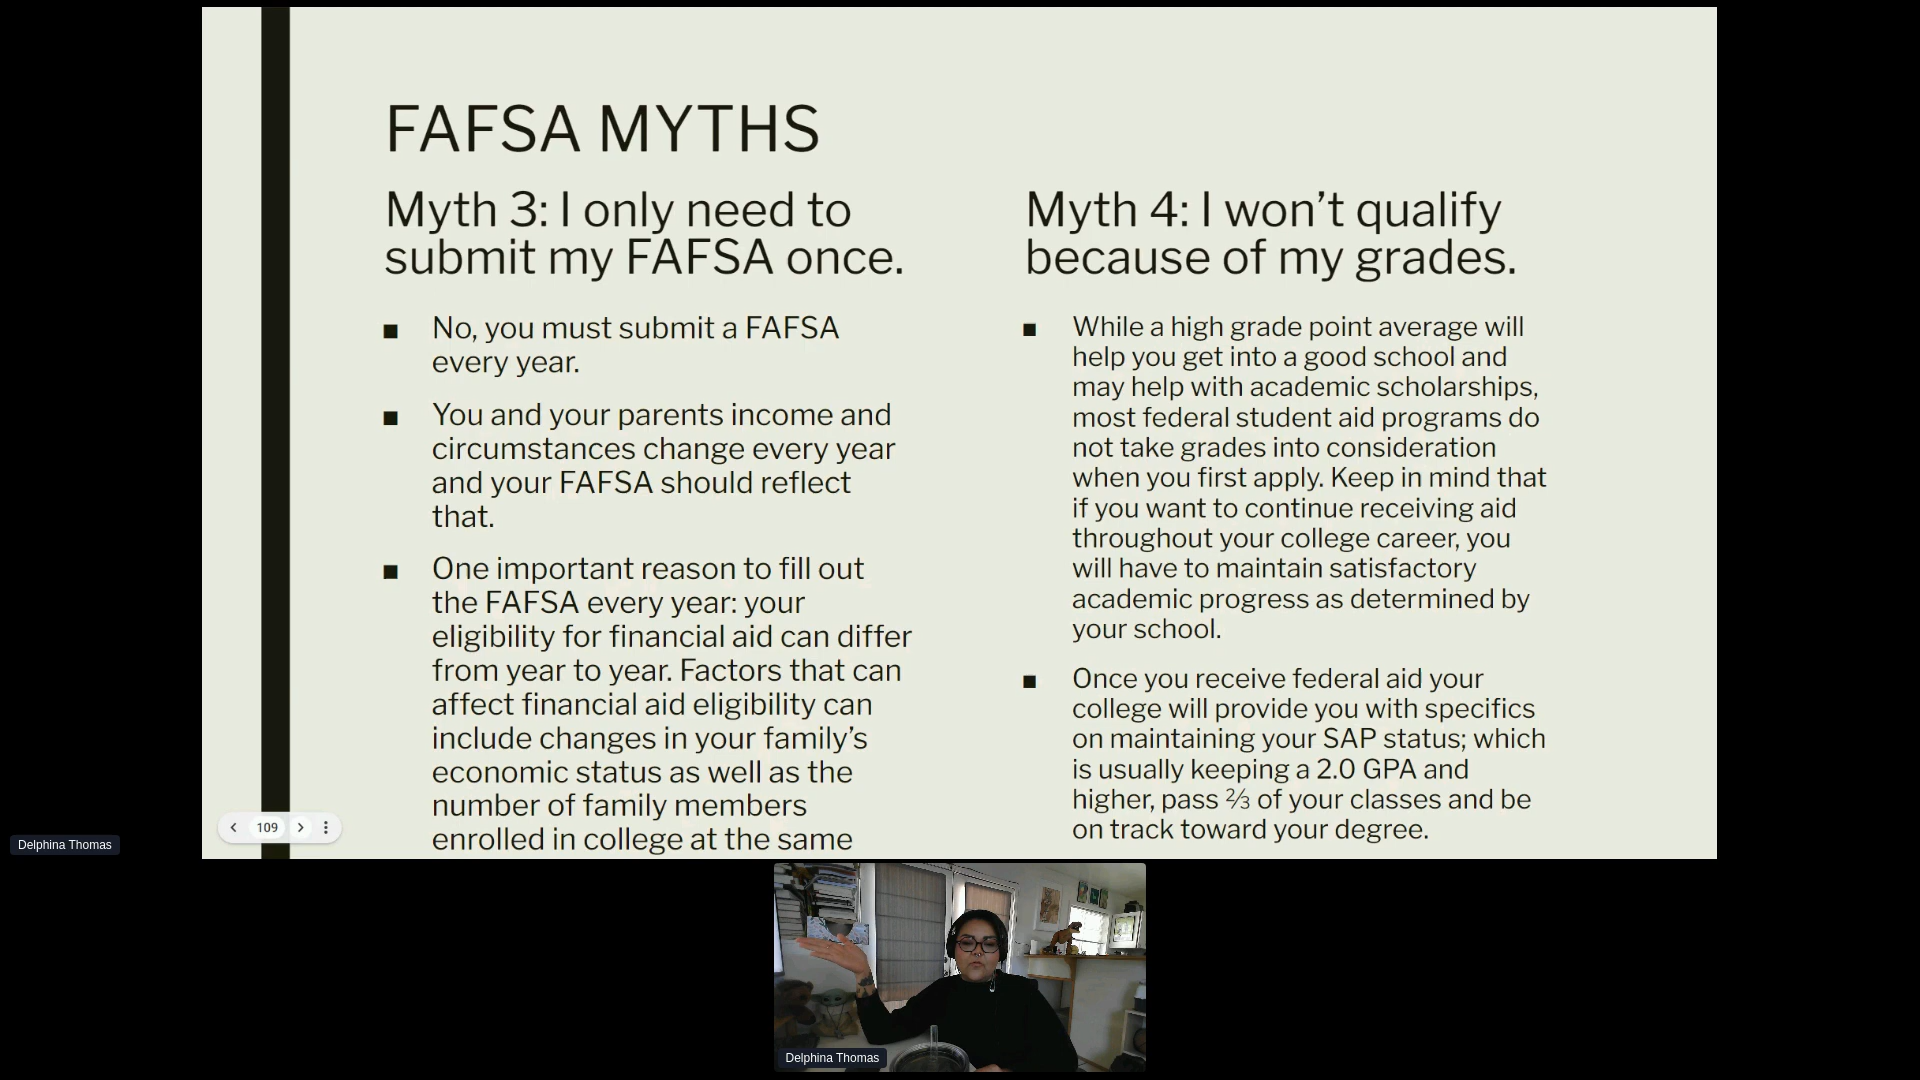 FAFSA MYTHS
Myth 3: I only need to
submit my FAFSA once.
■ No, you must submit a FAFSA
every year.
■ You and your parents income and
circumstances change every year
and your FAFSA should reflect
that.
■ One important reason to fill out
the FAFSA every year: your
eligibility for financial aid can differ
from year to year. Factors that can
affect financial aid eligibility can
include changes in your family’s
economic status as well as the
number of family members
enrolled in college at the same
Myth 4: I won’t qualify
because of my grades.
■ While a high grade point average will
help you get into a good school and
may help with academic scholarships,
most federal student aid programs do
not take grades into consideration
when you first apply. Keep in mind that
if you want to continue receiving aid
throughout your college career, you
will have to maintain satisfactory
academic progress as determined by
your school.
■ Once you receive federal aid your
college will provide you with specifics
on maintaining your SAP status; which
is usually keeping a 2.0 GPA and
higher, pass ⅔ of your classes and be
on track toward your degree.
109
Delphina Thomas
Delphina Thomas